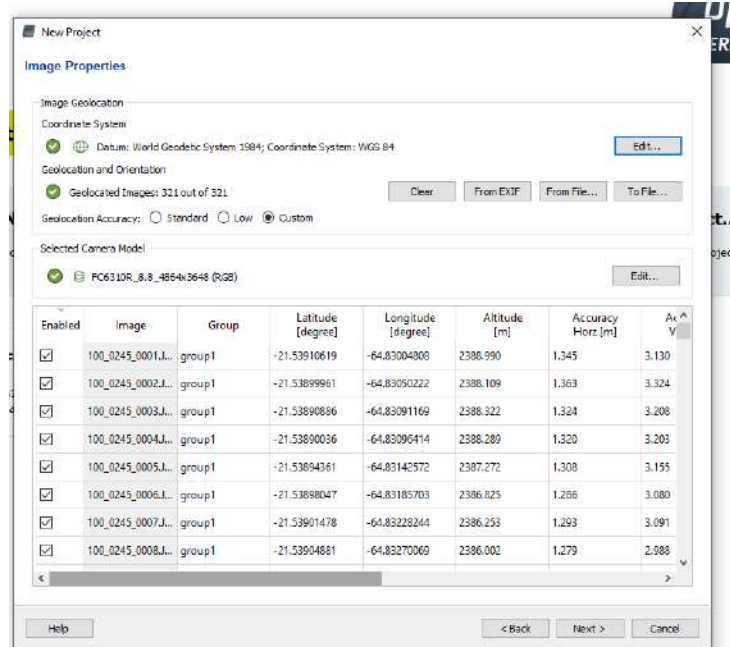 New Project
Image Properties
Image Geolocation
Coordinate System
Datum: World Geodetic System 1984; Coordinate System: WGS 84 Edit...
Geolocation and Orientation
Geolocated Images: 321 out of 321 Clear From EXIF From File... To File...
Geolocation Accuracy: Standard Low Custom
Selected Camera Model
FC6310R_8.8_4864x3648 (RGB) Edit...
Enabled Image Group Latitude [degree] Longitude [degree] Altitude [m] Accuracy Horz [m]
100_0245_0001.J... group1 -21.53910619 -64.83004808 2388.990 1.345 3.130
100_0245_0002.J... group1 -21.53899961 -64.83050222 2388.109 1.363 3.324
100_0245_0003.J... group1 -21.53890886 -64.83091169 2388.322 1.324 3.208
100_0245_0004.J... group1 -21.53890036 -64.83096414 2388.289 1.320 3.203
100_0245_0005.J... group1 -21.53894361 -64.83142572 2387.272 1.308 3.155
100_0245_0006.J... group1 -21.53898047 -64.83185703 2386.825 1.286 3.080
100_0245_0007.J... group1 -21.53901478 -64.83228244 2386.253 1.293 3.091
100_0245_0008.J... group1 -21.53904881 -64.83270069 2386.002 1.279 2.988
Help < Back Next > Cancel